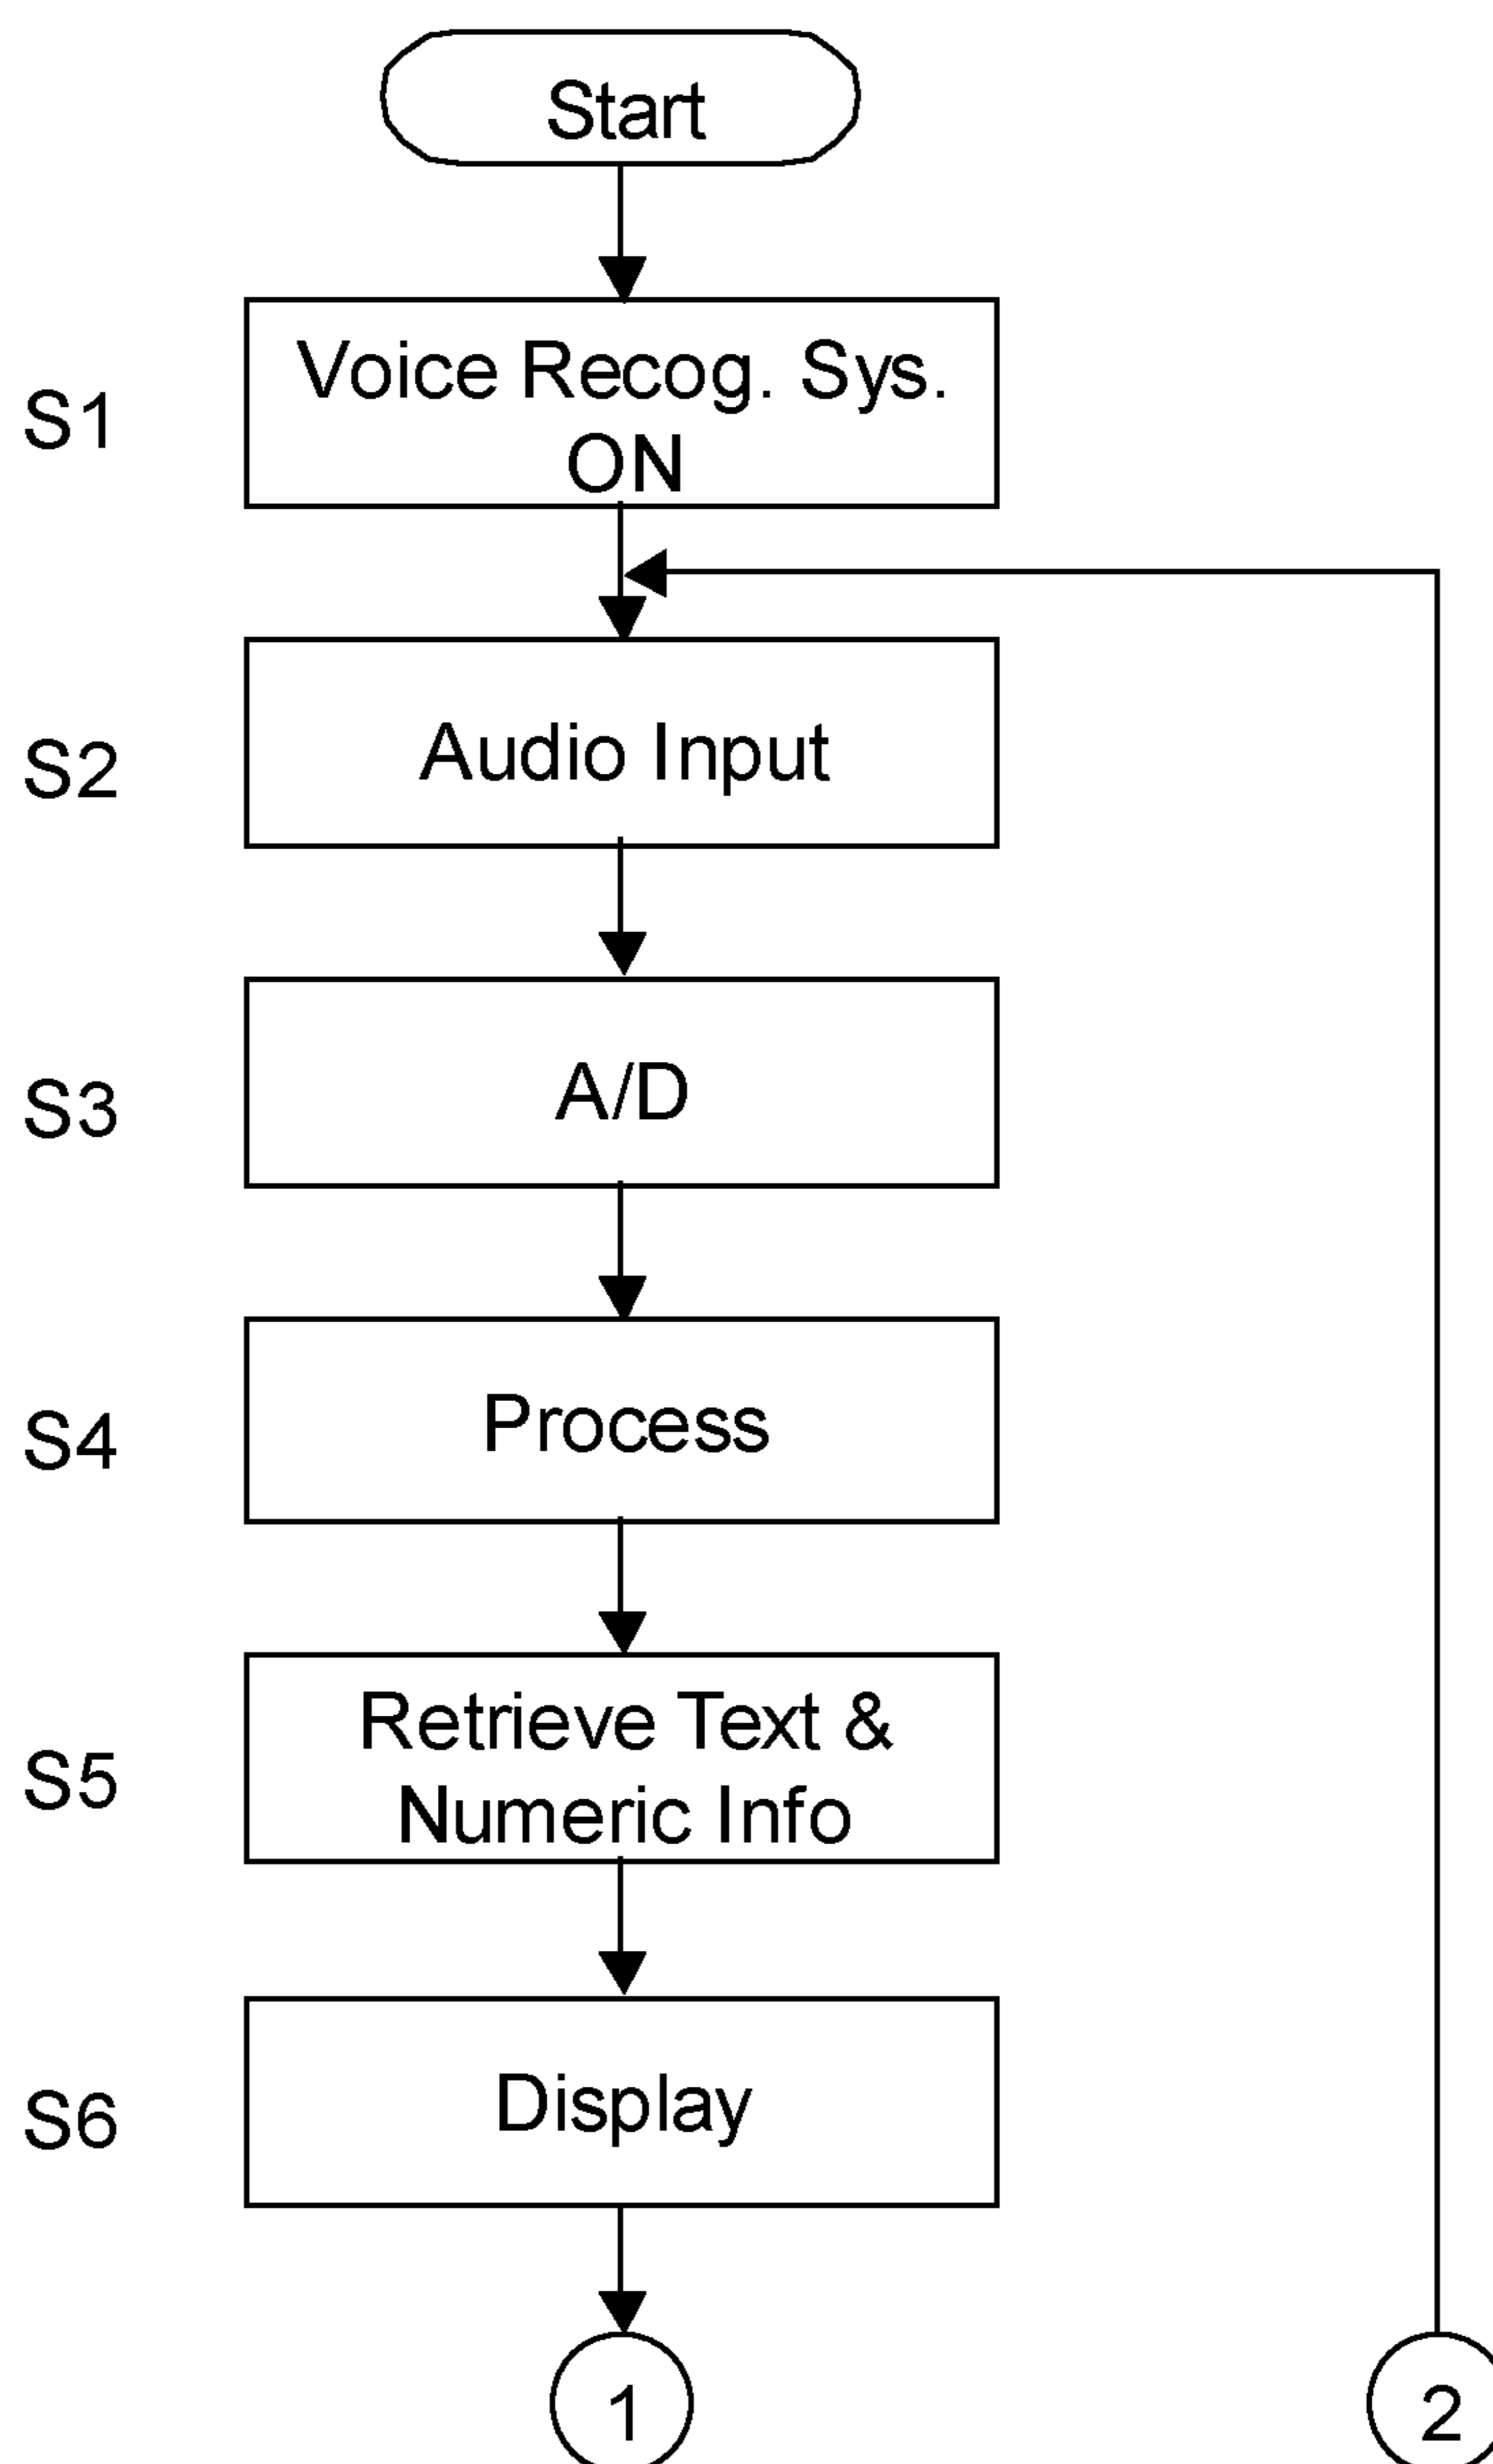 Start
S1
Voice Recog. Sys.
ON
S2
Audio Input
S3
A/D
S4
Process
S5
Retrieve Text &
Numeric Info
S6
Display
1
2